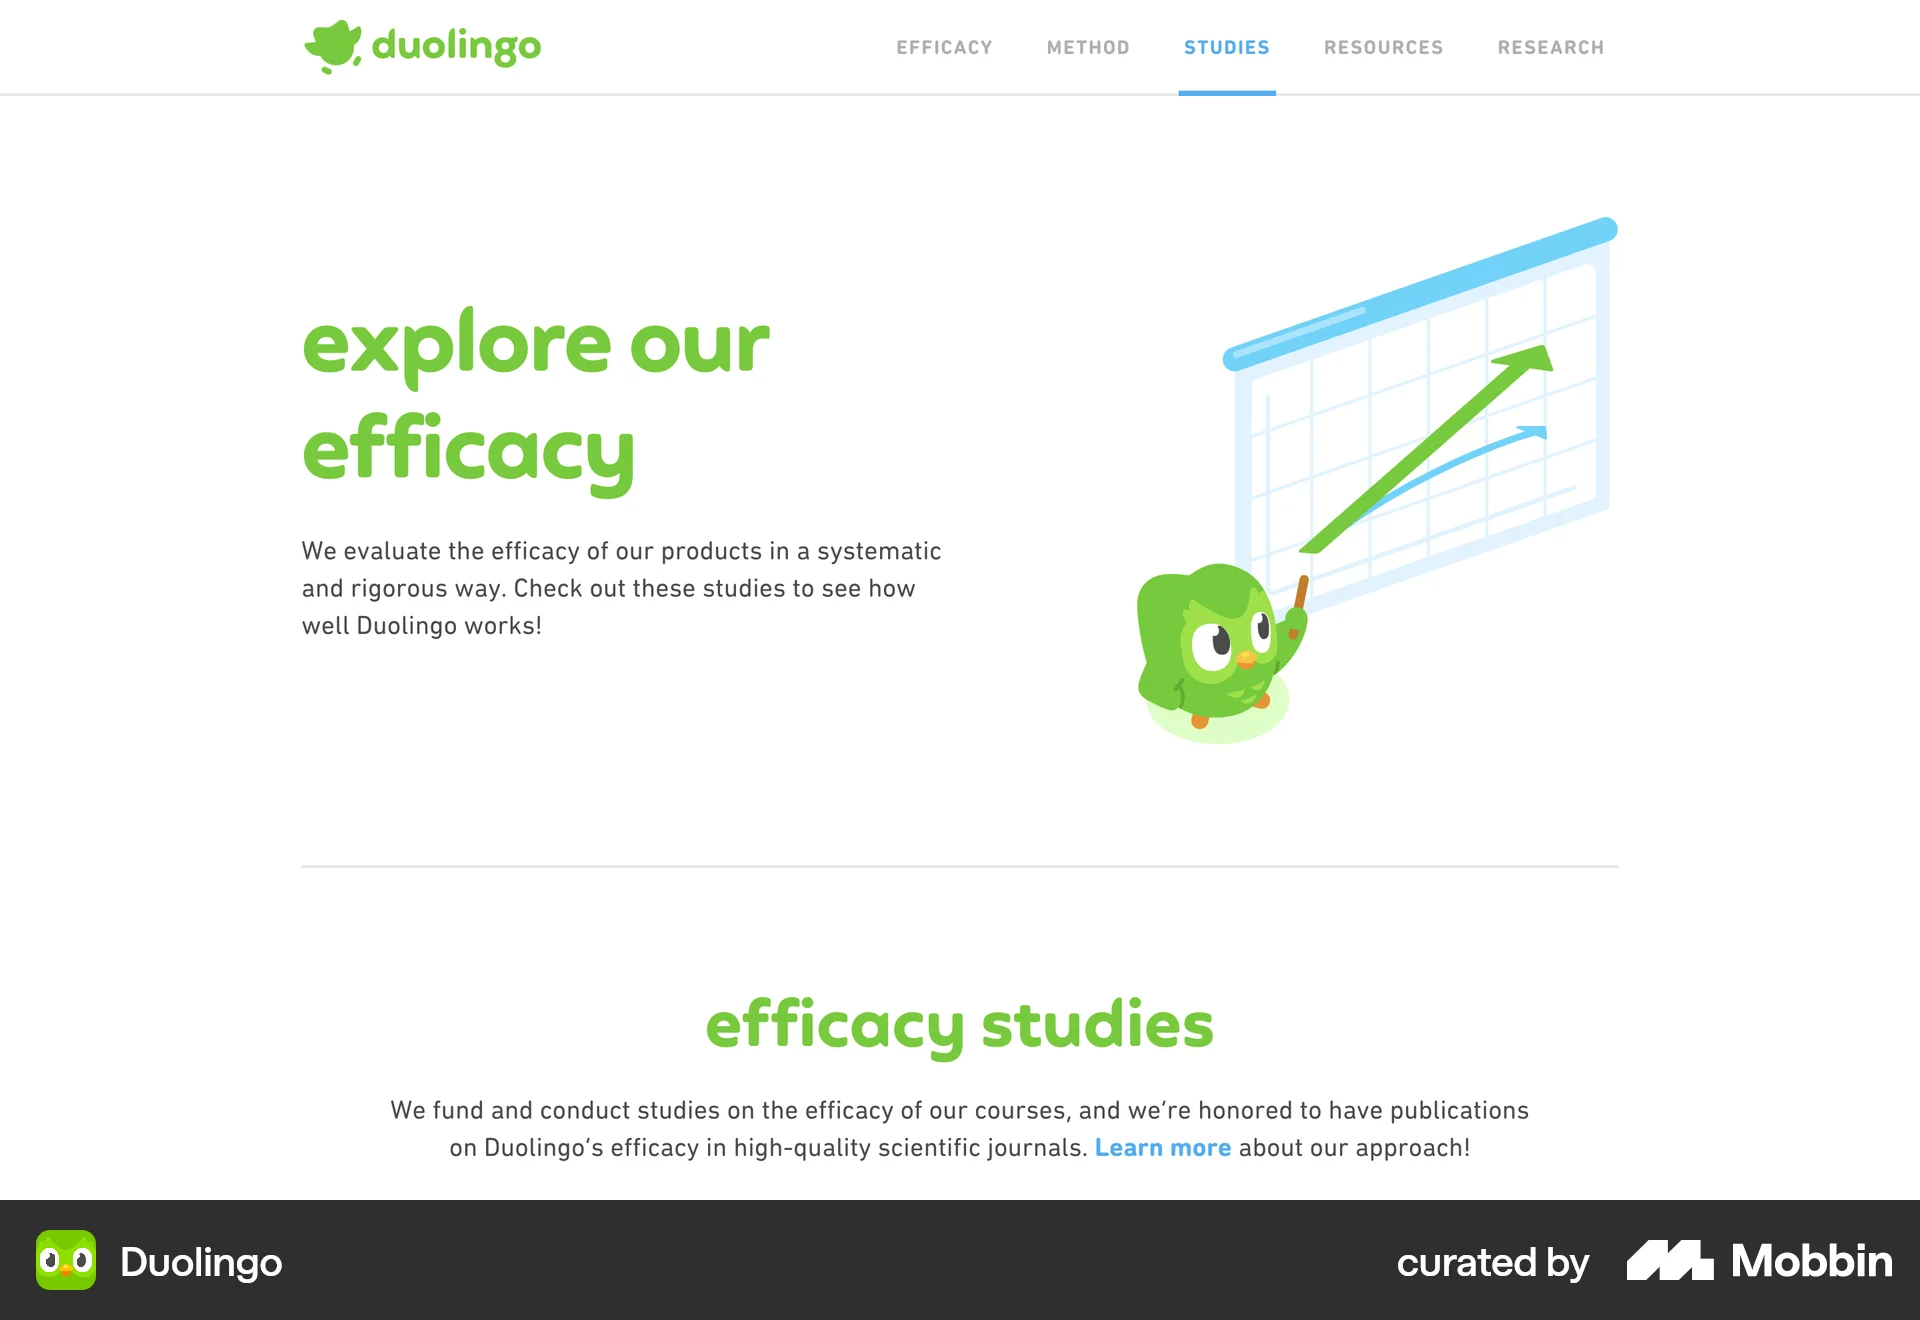 duolingo
EFFICACY METHOD STUDIES RESOURCES RESEARCH
explore our
efficacy
We evaluate the efficacy of our products in a systematic
and rigorous way. Check out these studies to see how
well Duolingo works!
efficacy studies
We fund and conduct studies on the efficacy of our courses, and we’re honored to have publications
on Duolingo’s efficacy in high-quality scientific journals. Learn more about our approach!
Duolingo
curated by Mobbin